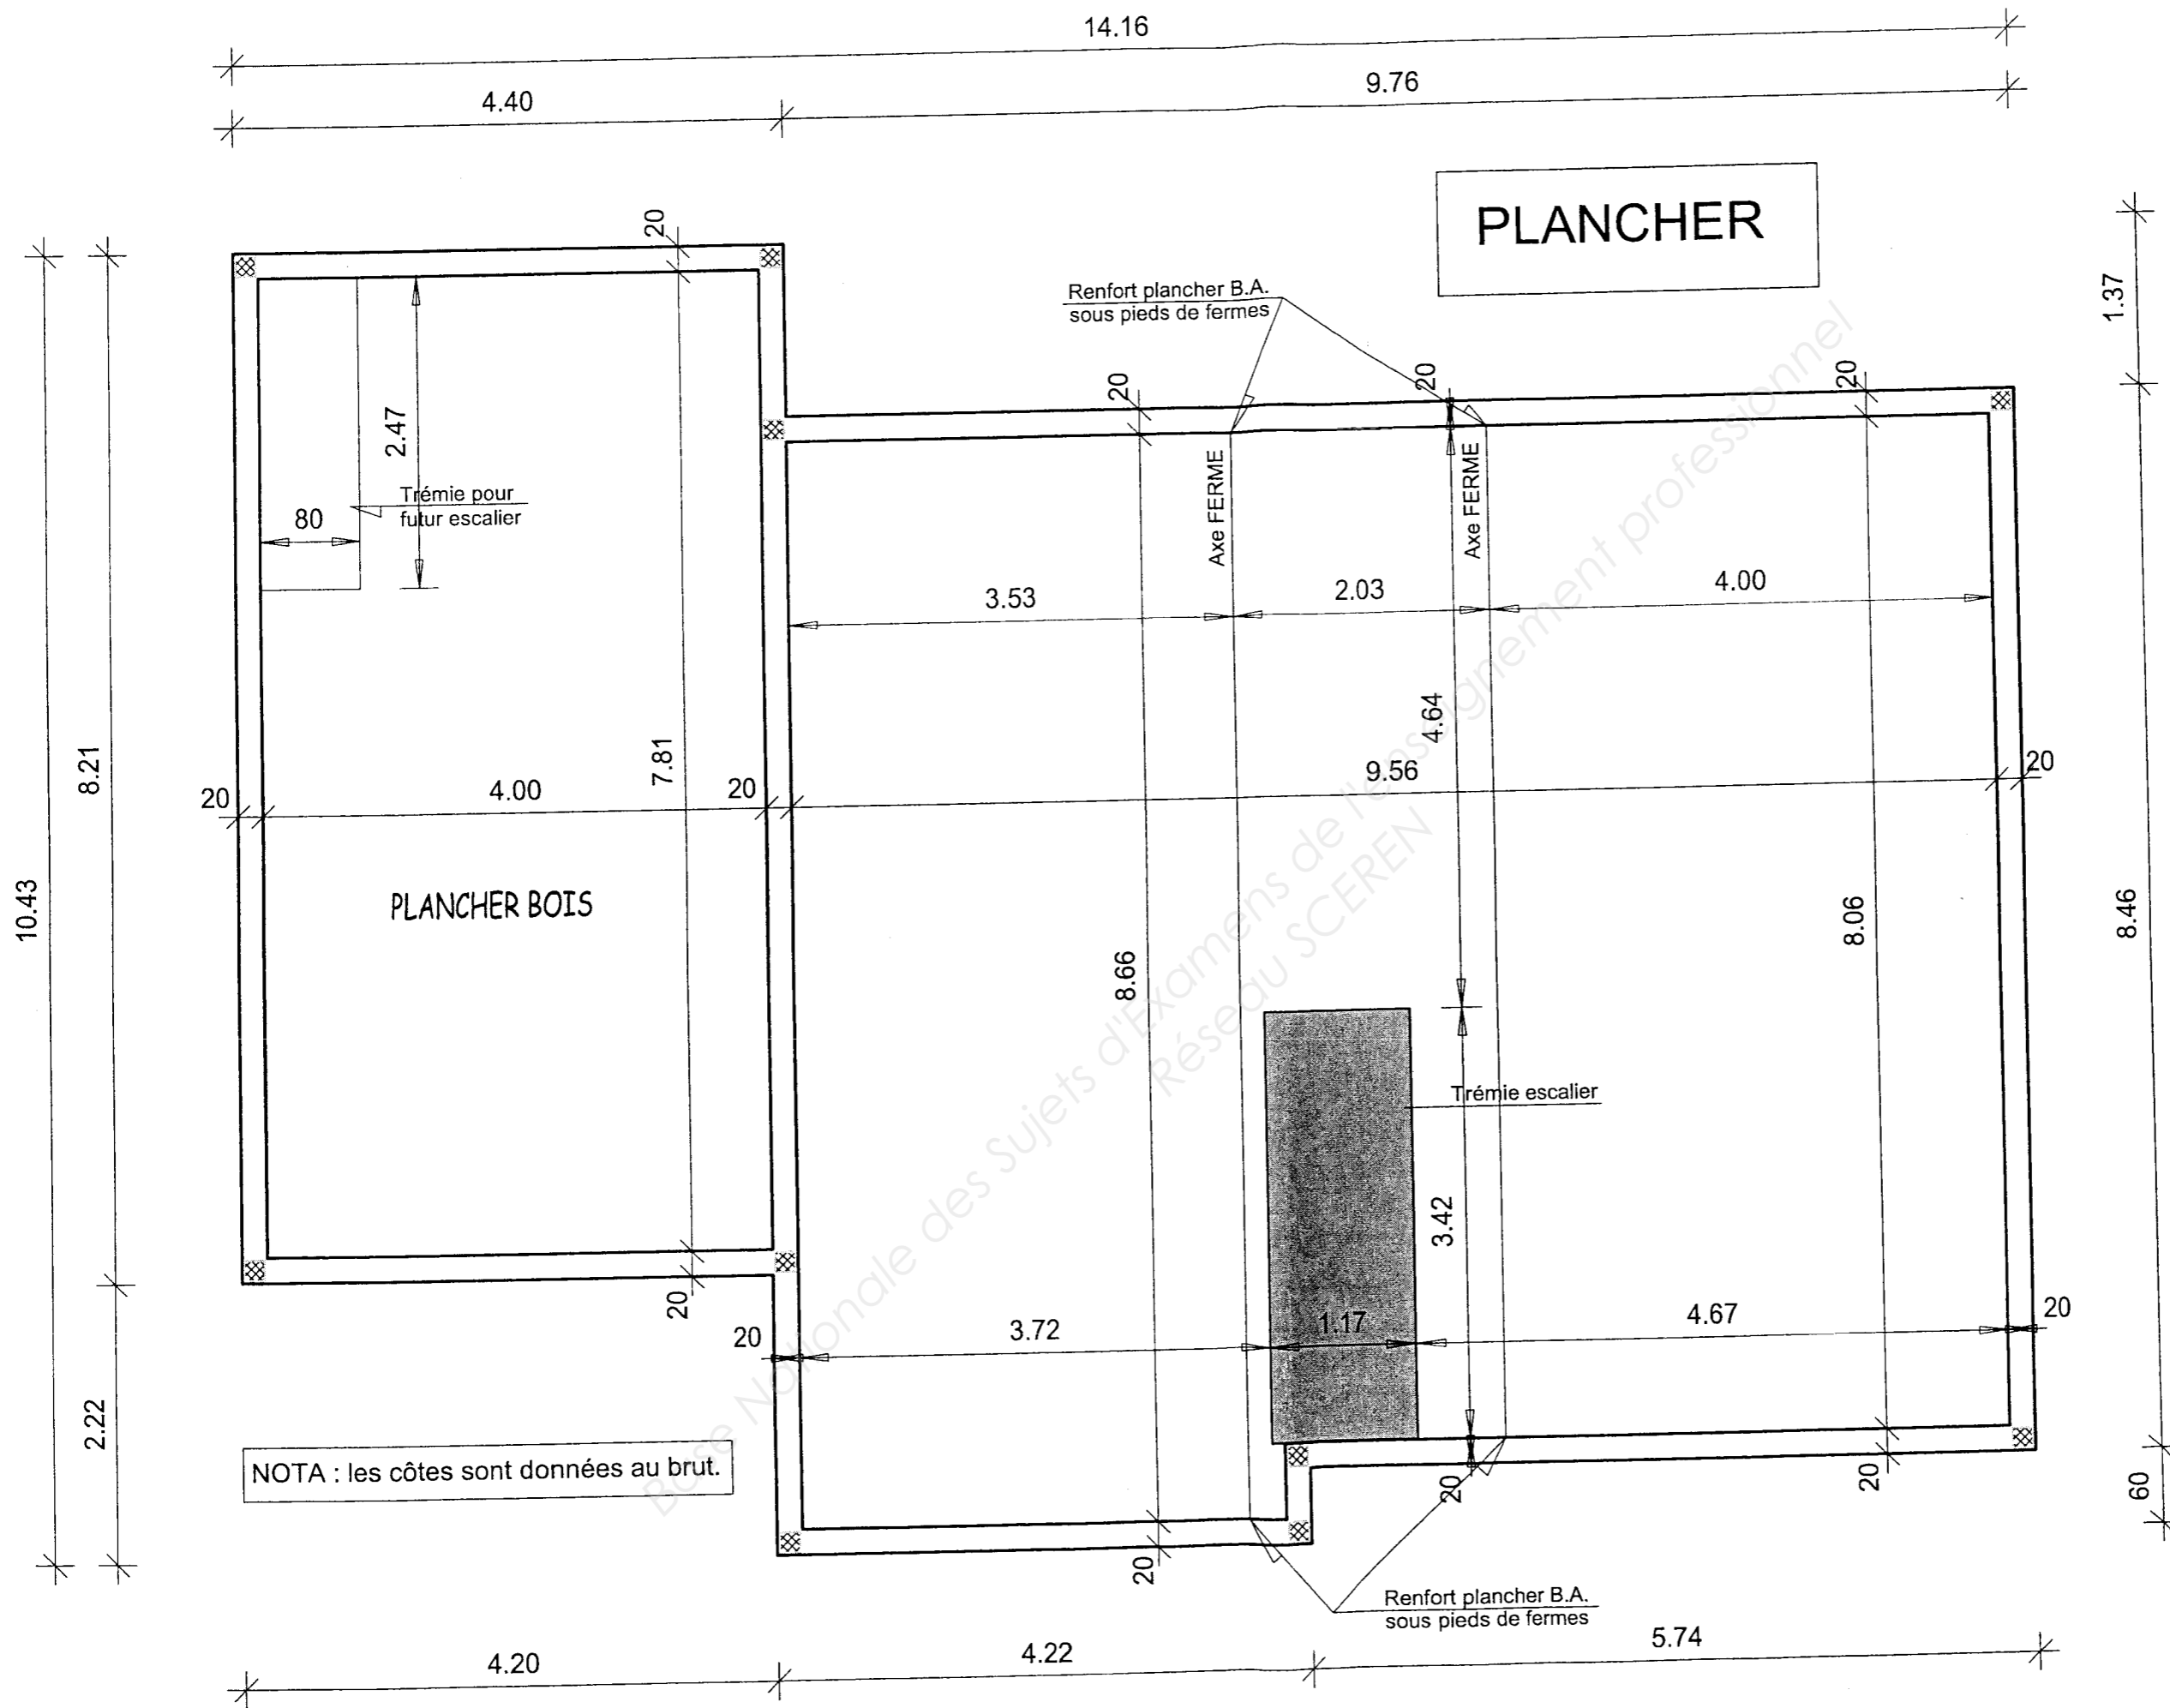 14.16
4.40
9.76
PLANCHER
1.37
20
Renfort plancher B.A.
sous pieds de fermes
20
20
20
2.47
Axe FERME
Axe FERME
Trémie pour
futur escalier
80
3.53
2.03
4.00
8.21
7.81
4.64
20
4.00
20
9.56
20
10.43
PLANCHER BOIS
8.66
8.06
8.46
Trémie escalier
3.42
20
20
3.72
1.17
4.67
20
2.22
NOTA : les côtes sont données au brut.
20
20
20
60
Renfort plancher B.A.
sous pieds de fermes
4.20
4.22
5.74
Base Nationale des Sujets d'Examens de l'enseignement professionnel
Réseau SCEREN